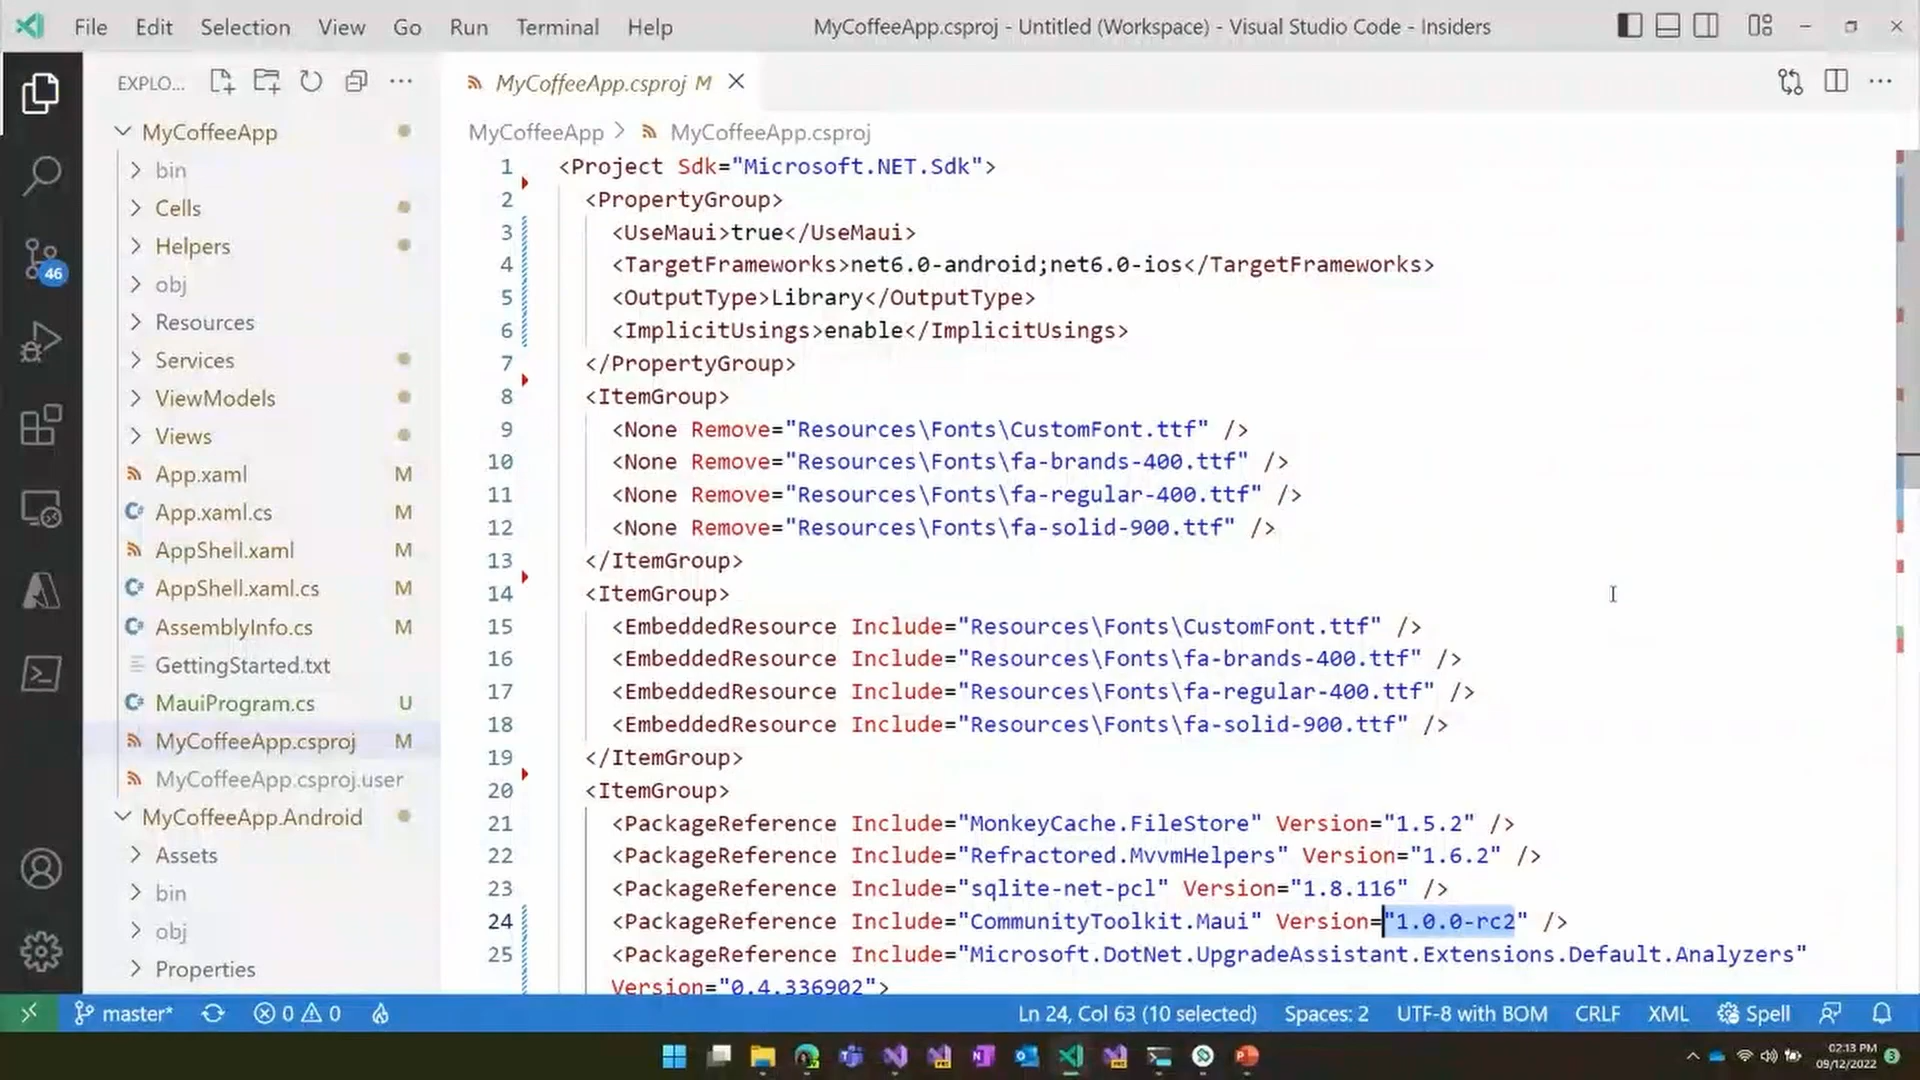 File Edit Selection View Go Run Terminal Help
MyCoffeeApp.csproj - Untitled (Workspace) - Visual Studio Code - Insiders
EXPLO...
MyCoffeeApp.csproj M
MyCoffeeApp
bin
Cells
Helpers
46
obj
Resources
Services
ViewModels
Views
App.xaml M
App.xaml.cs M
AppShell.xaml M
AppShell.xaml.cs M
AssemblyInfo.cs M
GettingStarted.txt
MauiProgram.cs U
MyCoffeeApp.csproj M
MyCoffeeApp.csproj.user
MyCoffeeApp.Android
Assets
bin
obj
Properties
MyCoffeeApp > MyCoffeeApp.csproj
1 <Project Sdk="Microsoft.NET.Sdk">
2 <PropertyGroup>
3 <UseMaui>true</UseMaui>
4 <TargetFrameworks>net6.0-android;net6.0-ios</TargetFrameworks>
5 <OutputType>Library</OutputType>
6 <ImplicitUsings>enable</ImplicitUsings>
7 </PropertyGroup>
8 <ItemGroup>
9 <None Remove="Resources\Fonts\CustomFont.ttf" />
10 <None Remove="Resources\Fonts\fa-brands-400.ttf" />
11 <None Remove="Resources\Fonts\fa-regular-400.ttf" />
12 <None Remove="Resources\Fonts\fa-solid-900.ttf" />
13 </ItemGroup>
14 <ItemGroup>
15 <EmbeddedResource Include="Resources\Fonts\CustomFont.ttf" />
16 <EmbeddedResource Include="Resources\Fonts\fa-brands-400.ttf" />
17 <EmbeddedResource Include="Resources\Fonts\fa-regular-400.ttf" />
18 <EmbeddedResource Include="Resources\Fonts\fa-solid-900.ttf" />
19 </ItemGroup>
20 <ItemGroup>
21 <PackageReference Include="MonkeyCache.FileStore" Version="1.5.2" />
22 <PackageReference Include="Refractored.MvvmHelpers" Version="1.6.2" />
23 <PackageReference Include="sqlite-net-pcl" Version="1.8.116" />
24 <PackageReference Include="CommunityToolkit.Maui" Version="1.0.0-rc2" />
25 <PackageReference Include="Microsoft.DotNet.UpgradeAssistant.Extensions.Default.Analyzers"
Version="0.4.336902">
master* 0 0 Ln 24, Col 63 (10 selected) Spaces: 2 UTF-8 with BOM CRLF XML Spell
02:13 PM
09/12/2022
3